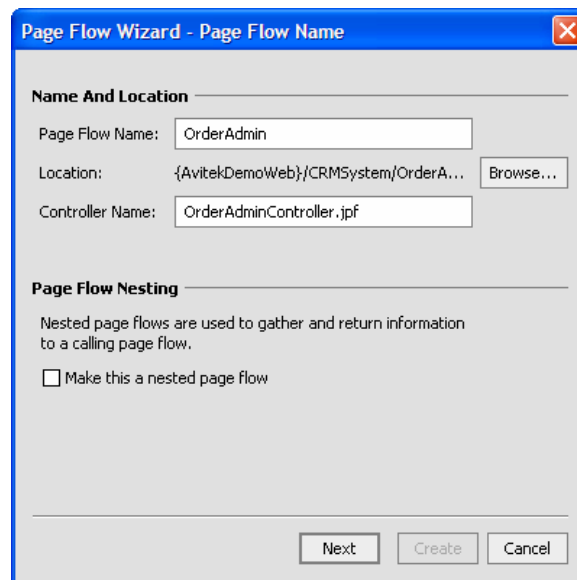 Page Flow Wizard - Page Flow Name
Name And Location
Page Flow Name: OrderAdmin
Location: {AvitekDemoWeb}/CRMSystem/OrderA... Browse...
Controller Name: OrderAdminController.jpf
Page Flow Nesting
Nested page flows are used to gather and return information
to a calling page flow.
Make this a nested page flow
Next Create Cancel